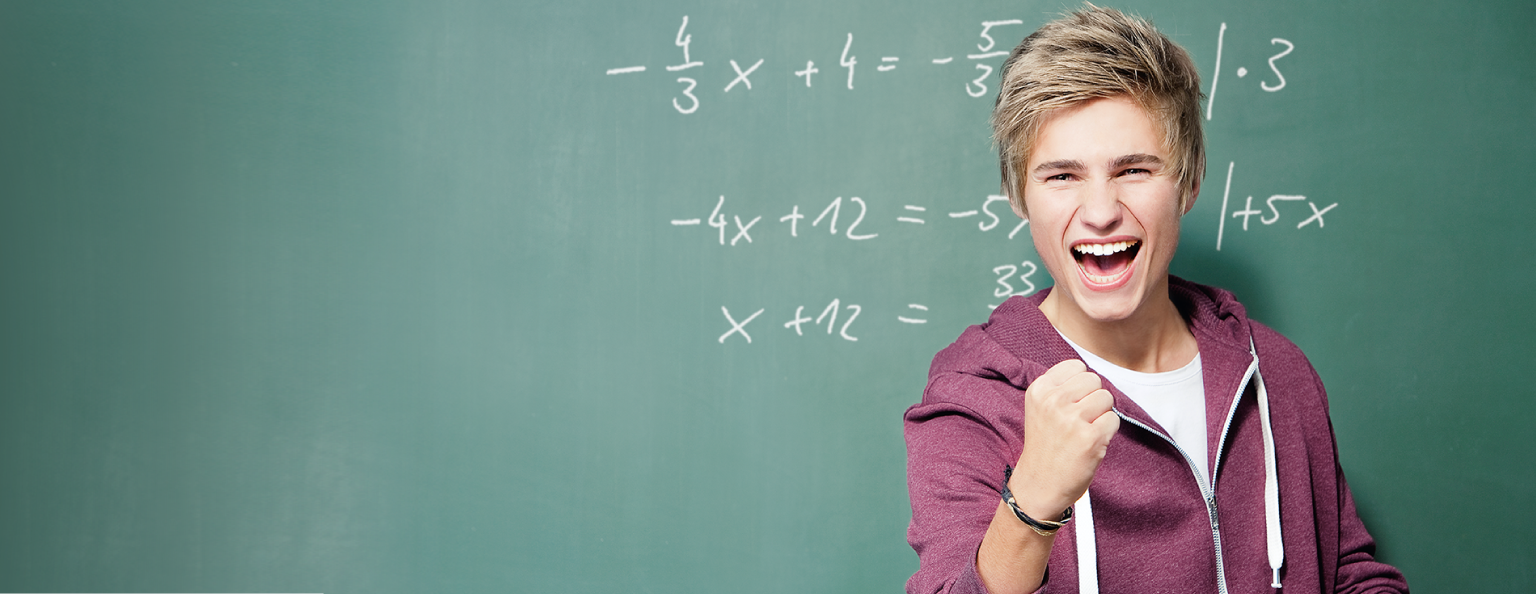 - 4/3 x + 4 = - 5/3 | · 3
-4x + 12 = -5 | +5x
x + 12 = 33